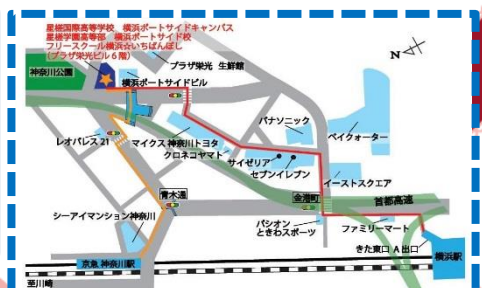 星槎国際高等学校 横浜ポートサイドキャンパス
星槎学園高等部 横浜ポートサイド校
フリースクール横浜☆いちばんぼし
(プラザ栄光ビル6階)
N
プラザ栄光 生鮮館
神奈川公園
横浜ポートサイドビル
パナソニック
ベイクォーター
レオパレス21
マイクス 神奈川トヨタ
クロネコヤマト
サイゼリア
セブンイレブン
イーストスクエア
青木通
金港町
首都高速
シーアイマンション神奈川
パシオン
ときわスポーツ
ファミリーマート
きた東口 A出口
京急 神奈川駅
横浜駅
至川崎